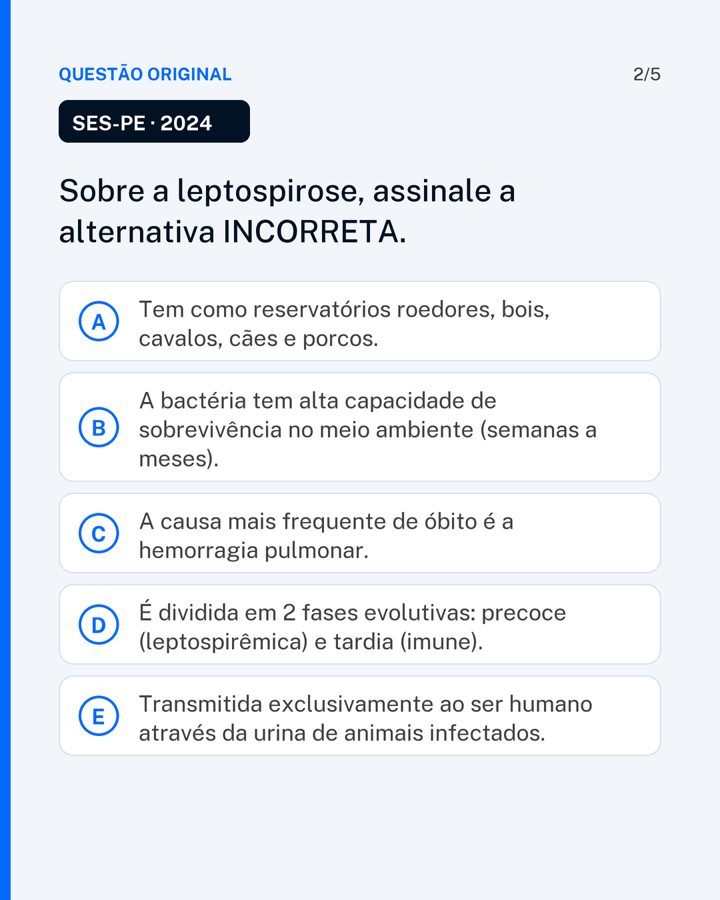 QUESTÃO ORIGINAL
2/5
SES-PE · 2024
Sobre a leptospirose, assinale a
alternativa INCORRETA.
A
Tem como reservatórios roedores, bois,
cavalos, cães e porcos.
B
A bactéria tem alta capacidade de
sobrevivência no meio ambiente (semanas a
meses).
C
A causa mais frequente de óbito é a
hemorragia pulmonar.
D
É dividida em 2 fases evolutivas: precoce
(leptospirêmica) e tardia (imune).
E
Transmitida exclusivamente ao ser humano
através da urina de animais infectados.